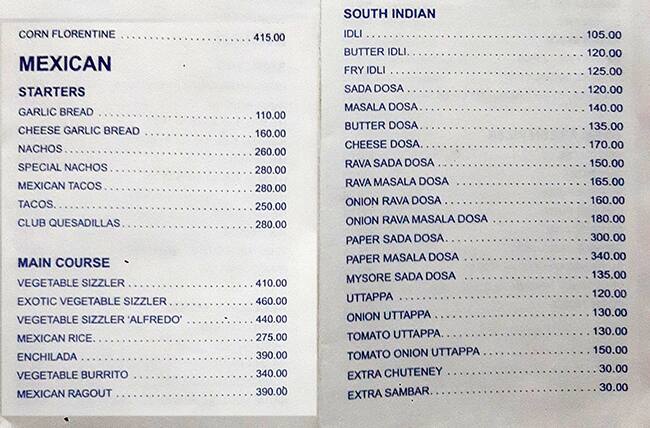 CORN FLORENTINE ........................ 415.00
MEXICAN
STARTERS
GARLIC BREAD ........................ 110.00
CHEESE GARLIC BREAD ........................ 160.00
NACHOS ........................ 260.00
SPECIAL NACHOS ........................ 280.00
MEXICAN TACOS ........................ 280.00
TACOS ........................ 250.00
CLUB QUESADILLAS ........................ 280.00
MAIN COURSE
VEGETABLE SIZZLER ........................ 410.00
EXOTIC VEGETABLE SIZZLER ........................ 460.00
VEGETABLE SIZZLER 'ALFREDO' ........................ 440.00
MEXICAN RICE ........................ 275.00
ENCHILADA ........................ 390.00
VEGETABLE BURRITO ........................ 340.00
MEXICAN RAGOUT ........................ 390.00
SOUTH INDIAN
IDLI ........................ 105.00
BUTTER IDLI ........................ 120.00
FRY IDLI ........................ 125.00
SADA DOSA ........................ 120.00
MASALA DOSA ........................ 140.00
BUTTER DOSA ........................ 135.00
CHEESE DOSA ........................ 170.00
RAVA SADA DOSA ........................ 150.00
RAVA MASALA DOSA ........................ 165.00
ONION RAVA DOSA ........................ 160.00
ONION RAVA MASALA DOSA ........................ 180.00
PAPER SADA DOSA ........................ 300.00
PAPER MASALA DOSA ........................ 340.00
MYSORE SADA DOSA ........................ 135.00
UTTAPPA ........................ 120.00
ONION UTTAPPA ........................ 130.00
TOMATO UTTAPPA ........................ 130.00
TOMATO ONION UTTAPPA ........................ 150.00
EXTRA CHUTENEY ........................ 30.00
EXTRA SAMBAR ........................ 30.00